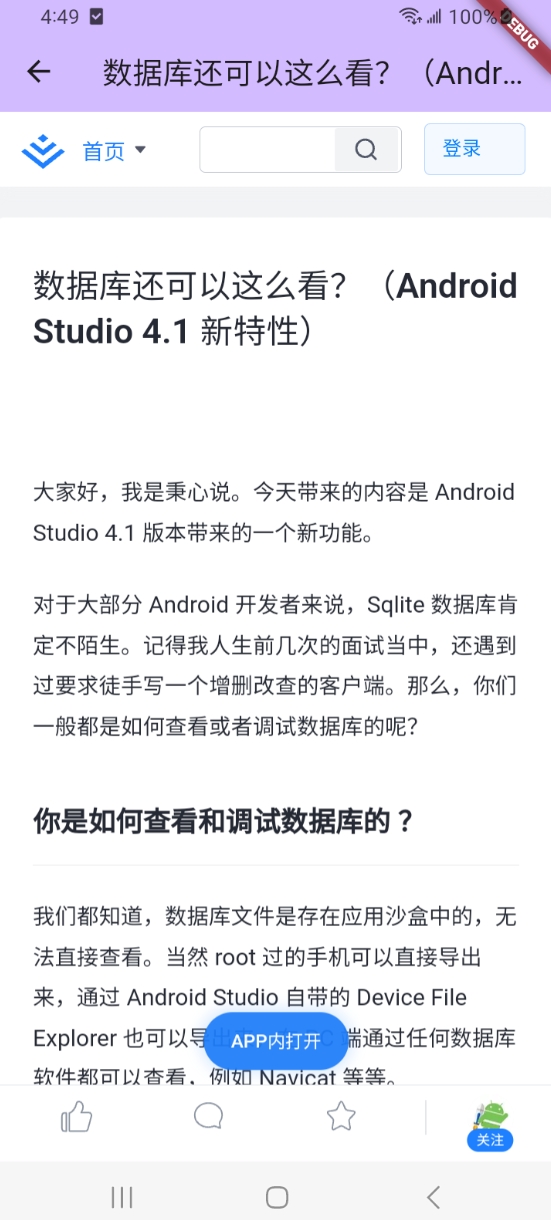 4:49
100%
EBUG
数据库还可以这么看？（Andr...
首页
登录
数据库还可以这么看？（Android
Studio 4.1 新特性）
大家好，我是秉心说。今天带来的内容是 Android
Studio 4.1 版本带来的一个新功能。
对于大部分 Android 开发者来说，Sqlite 数据库肯
定不陌生。记得我人生前几次的面试当中，还遇到
过要求徒手写一个增删改查的客户端。那么，你们
一般都是如何查看或者调试数据库的呢？
你是如何查看和调试数据库的 ？
我们都知道，数据库文件是存在应用沙盒中的，无
法直接查看。当然 root 过的手机可以直接导出
来，通过 Android Studio 自带的 Device File
Explorer 也可以导 端通过任何数据库
APP内打开
软件都可以查看，例如 Navicat 等等。
关注